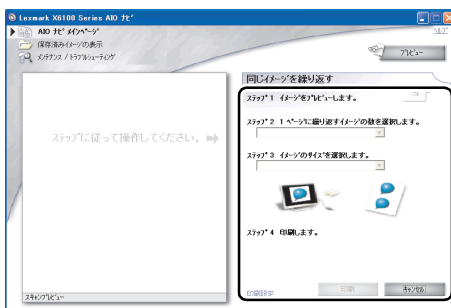 Lexmark X6100 Series AIO ナビ
AIO ナビ メインページ
ヘルプ
保存済みイメージの表示
メンテナンス / トラブルシューティング
プレビュー
同じイメージを繰り返す
ステップ 1 イメージをプレビューします。
ステップ 2 1 ページに繰り返すイメージの数を選択します。
ステップに従って操作してください。
ステップ 3 イメージのサイズを選択します。
ステップ 4 印刷します。
印刷設定
印刷
キャンセル
スキャンプレビュー